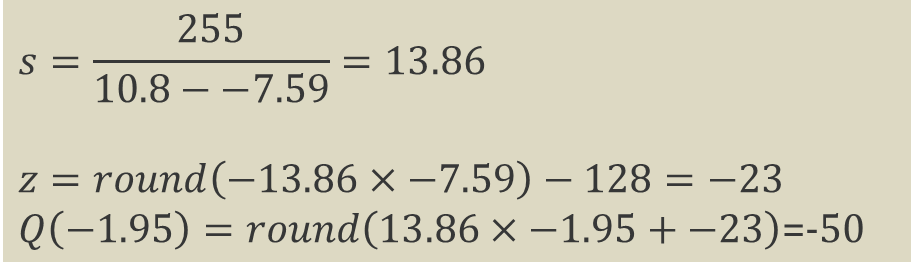 s = 255 / 10.8 − −7.59 = 13.86
z = round(−13.86 × −7.59) − 128 = −23
Q(−1.95) = round(13.86 × −1.95 + −23)=-50